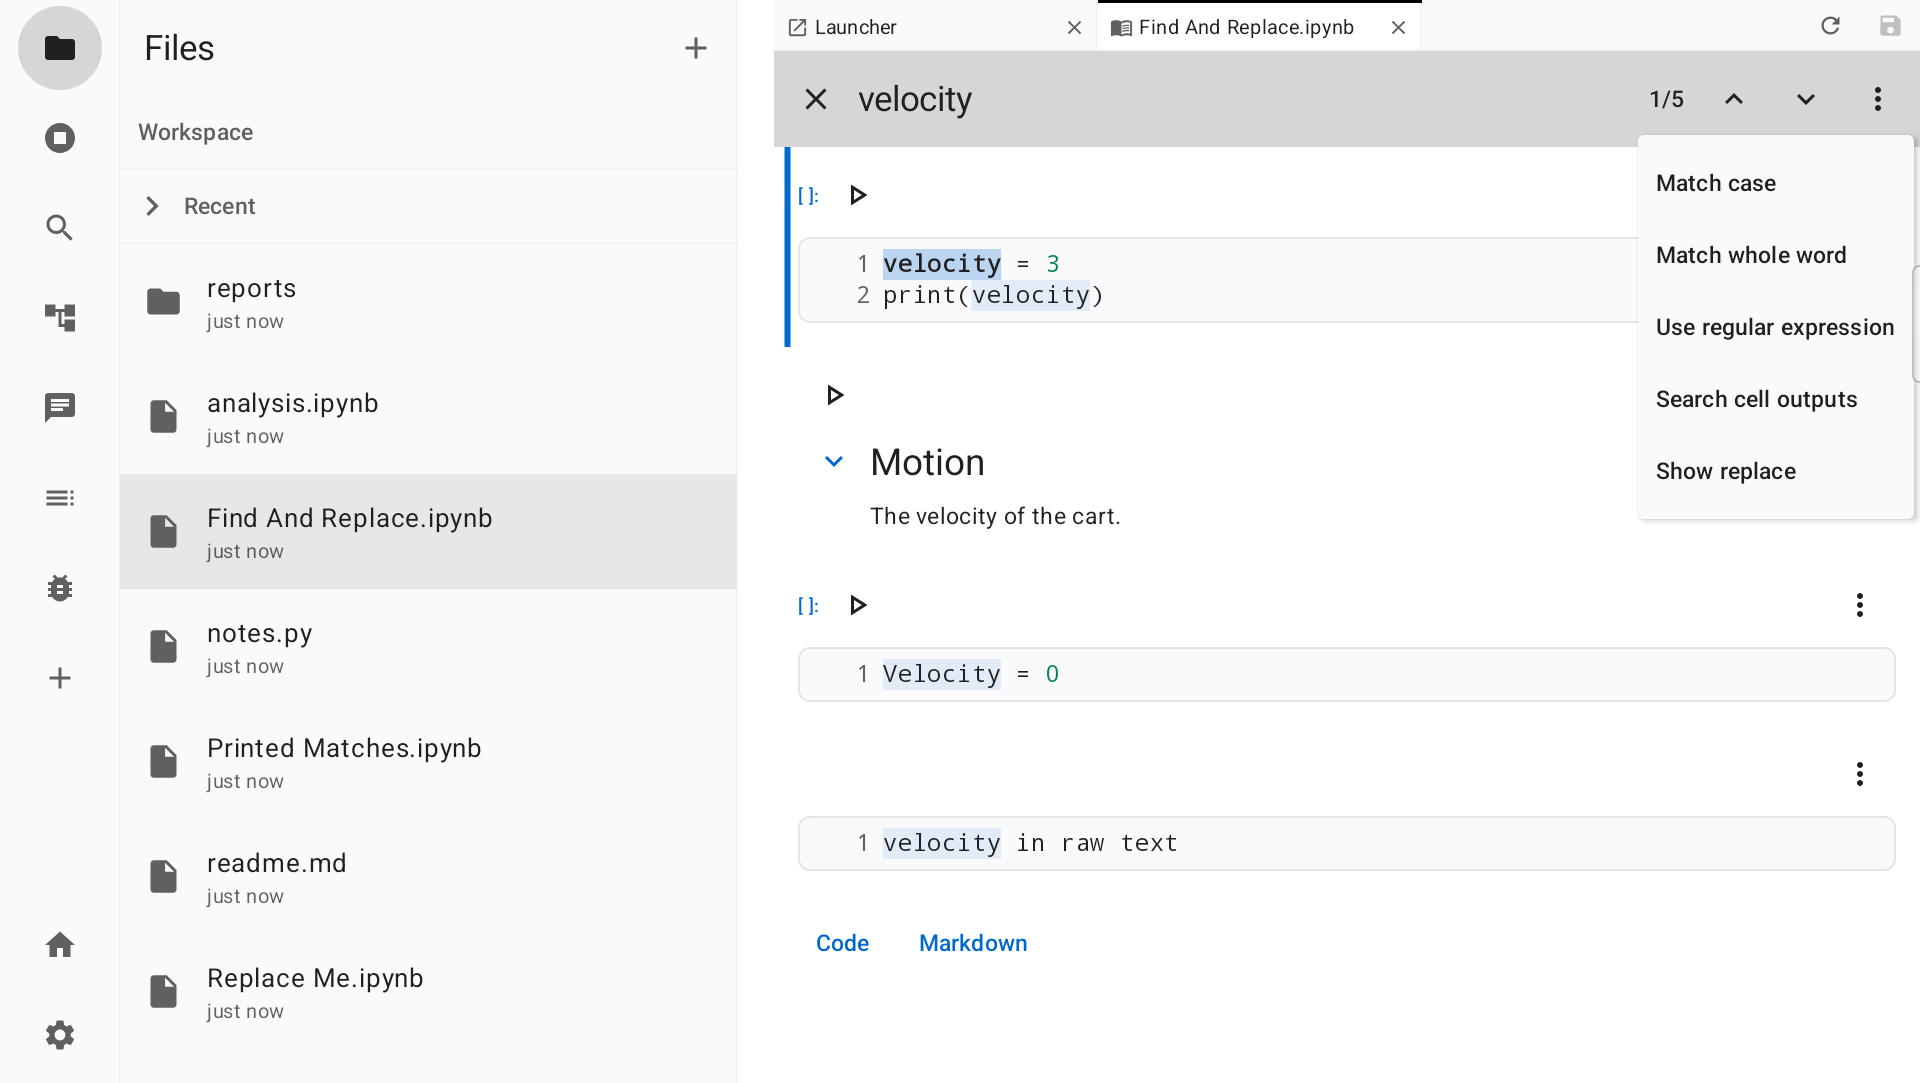 Files
Workspace
Recent
reports
just now
analysis.ipynb
just now
Find And Replace.ipynb
just now
notes.py
just now
Printed Matches.ipynb
just now
readme.md
just now
Replace Me.ipynb
just now
Launcher
Find And Replace.ipynb
velocity
1/5
Match case
Match whole word
Use regular expression
Search cell outputs
Show replace
[ ]:
1 velocity = 3
2 print(velocity)
Motion
The velocity of the cart.
[ ]:
1 Velocity = 0
1 velocity in raw text
Code Markdown